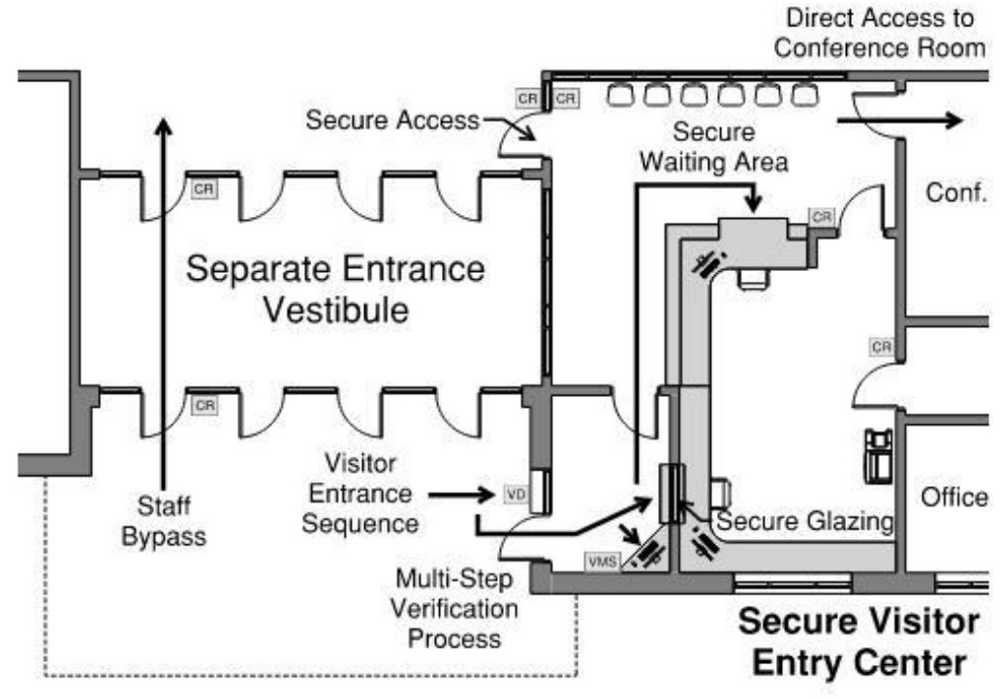 Direct Access to
Conference Room
CR
CR
Secure Access
Secure
Waiting Area
CR
CR
Conf.
Separate Entrance
Vestibule
CR
CR
Visitor
Entrance
Sequence
VD
Staff
Bypass
Office
Secure Glazing
VMS
Multi-Step
Verification
Process
Secure Visitor
Entry Center